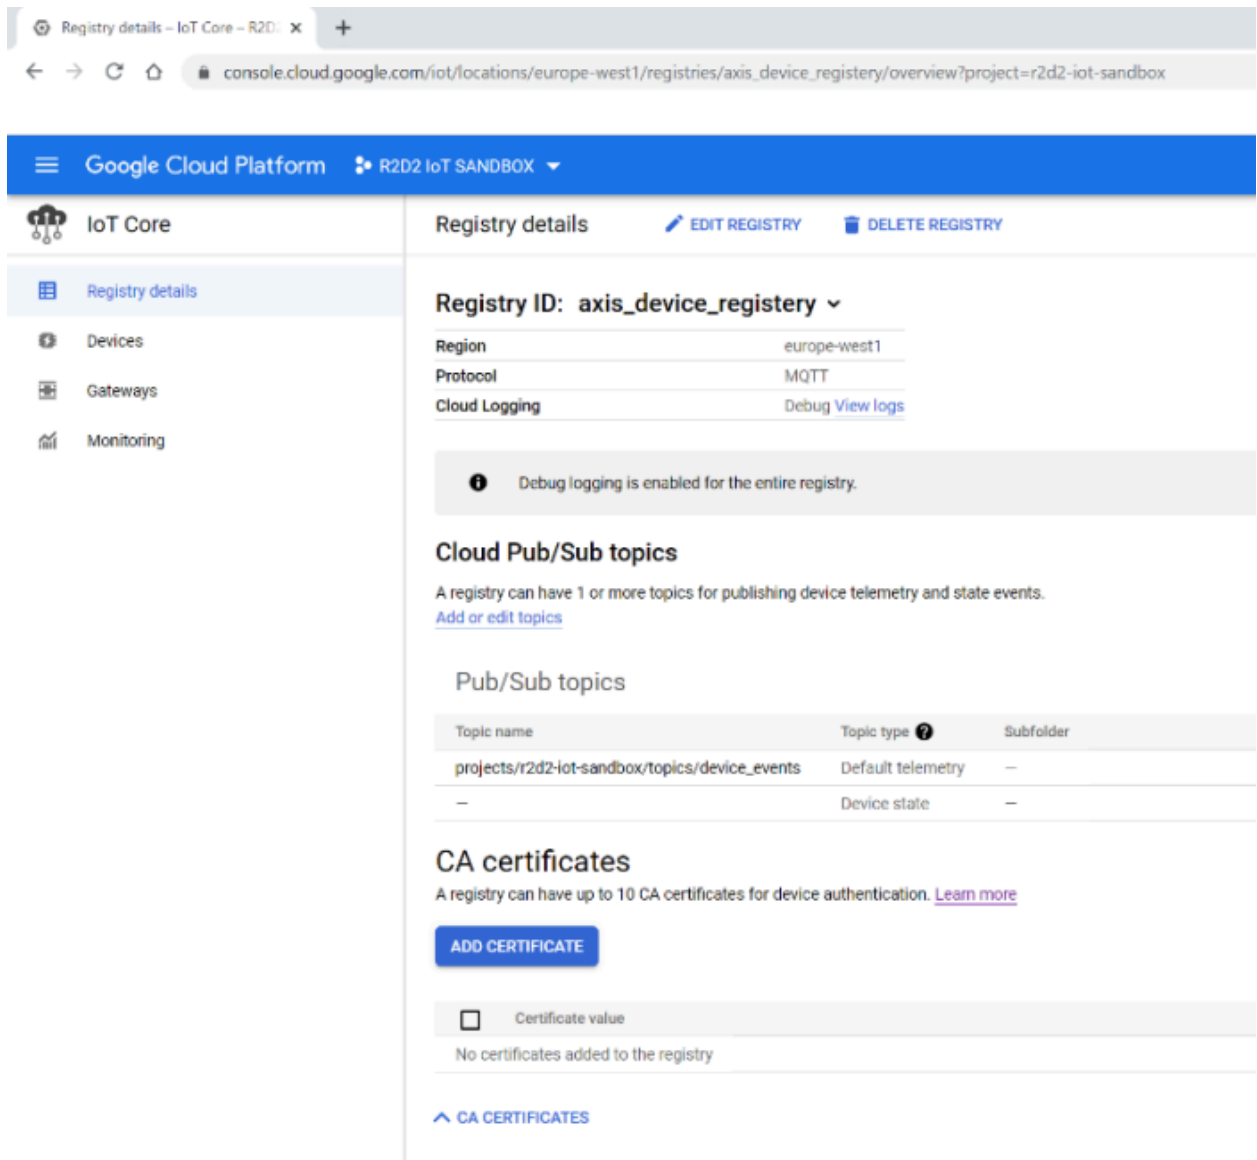 Registry details – IoT Core – R2D
console.cloud.google.com/iot/locations/europe-west1/registries/axis_device_registery/overview?project=r2d2-iot-sandbox
Google Cloud Platform R2D2 IoT SANDBOX
IoT Core
Registry details
Devices
Gateways
Monitoring
Registry details EDIT REGISTRY DELETE REGISTRY
Registry ID: axis_device_registery
Region europe-west1
Protocol MQTT
Cloud Logging Debug View logs
Debug logging is enabled for the entire registry.
Cloud Pub/Sub topics
A registry can have 1 or more topics for publishing device telemetry and state events.
Add or edit topics
Pub/Sub topics
Topic name Topic type Subfolder
projects/r2d2-iot-sandbox/topics/device_events Default telemetry –
– Device state –
CA certificates
A registry can have up to 10 CA certificates for device authentication. Learn more
ADD CERTIFICATE
Certificate value
No certificates added to the registry
CA CERTIFICATES